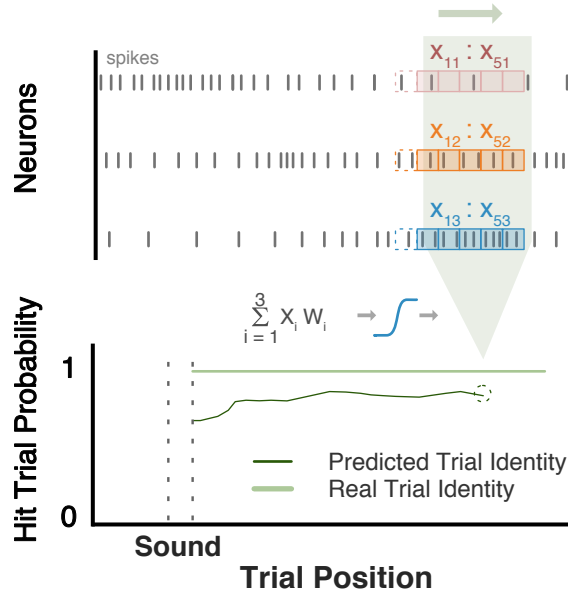 spikes
x₁₁ : x₅₁
Neurons
x₁₂ : x₅₂
x₁₃ : x₅₃
3
∑ Xᵢ Wᵢ
i = 1
Hit Trial Probability
1
Predicted Trial Identity
Real Trial Identity
0
Sound
Trial Position